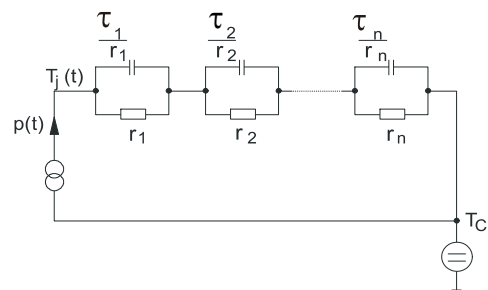 τ1/r1 τ2/r2 τn/rn
Tj (t)
p(t)
r1 r2 rn
TC